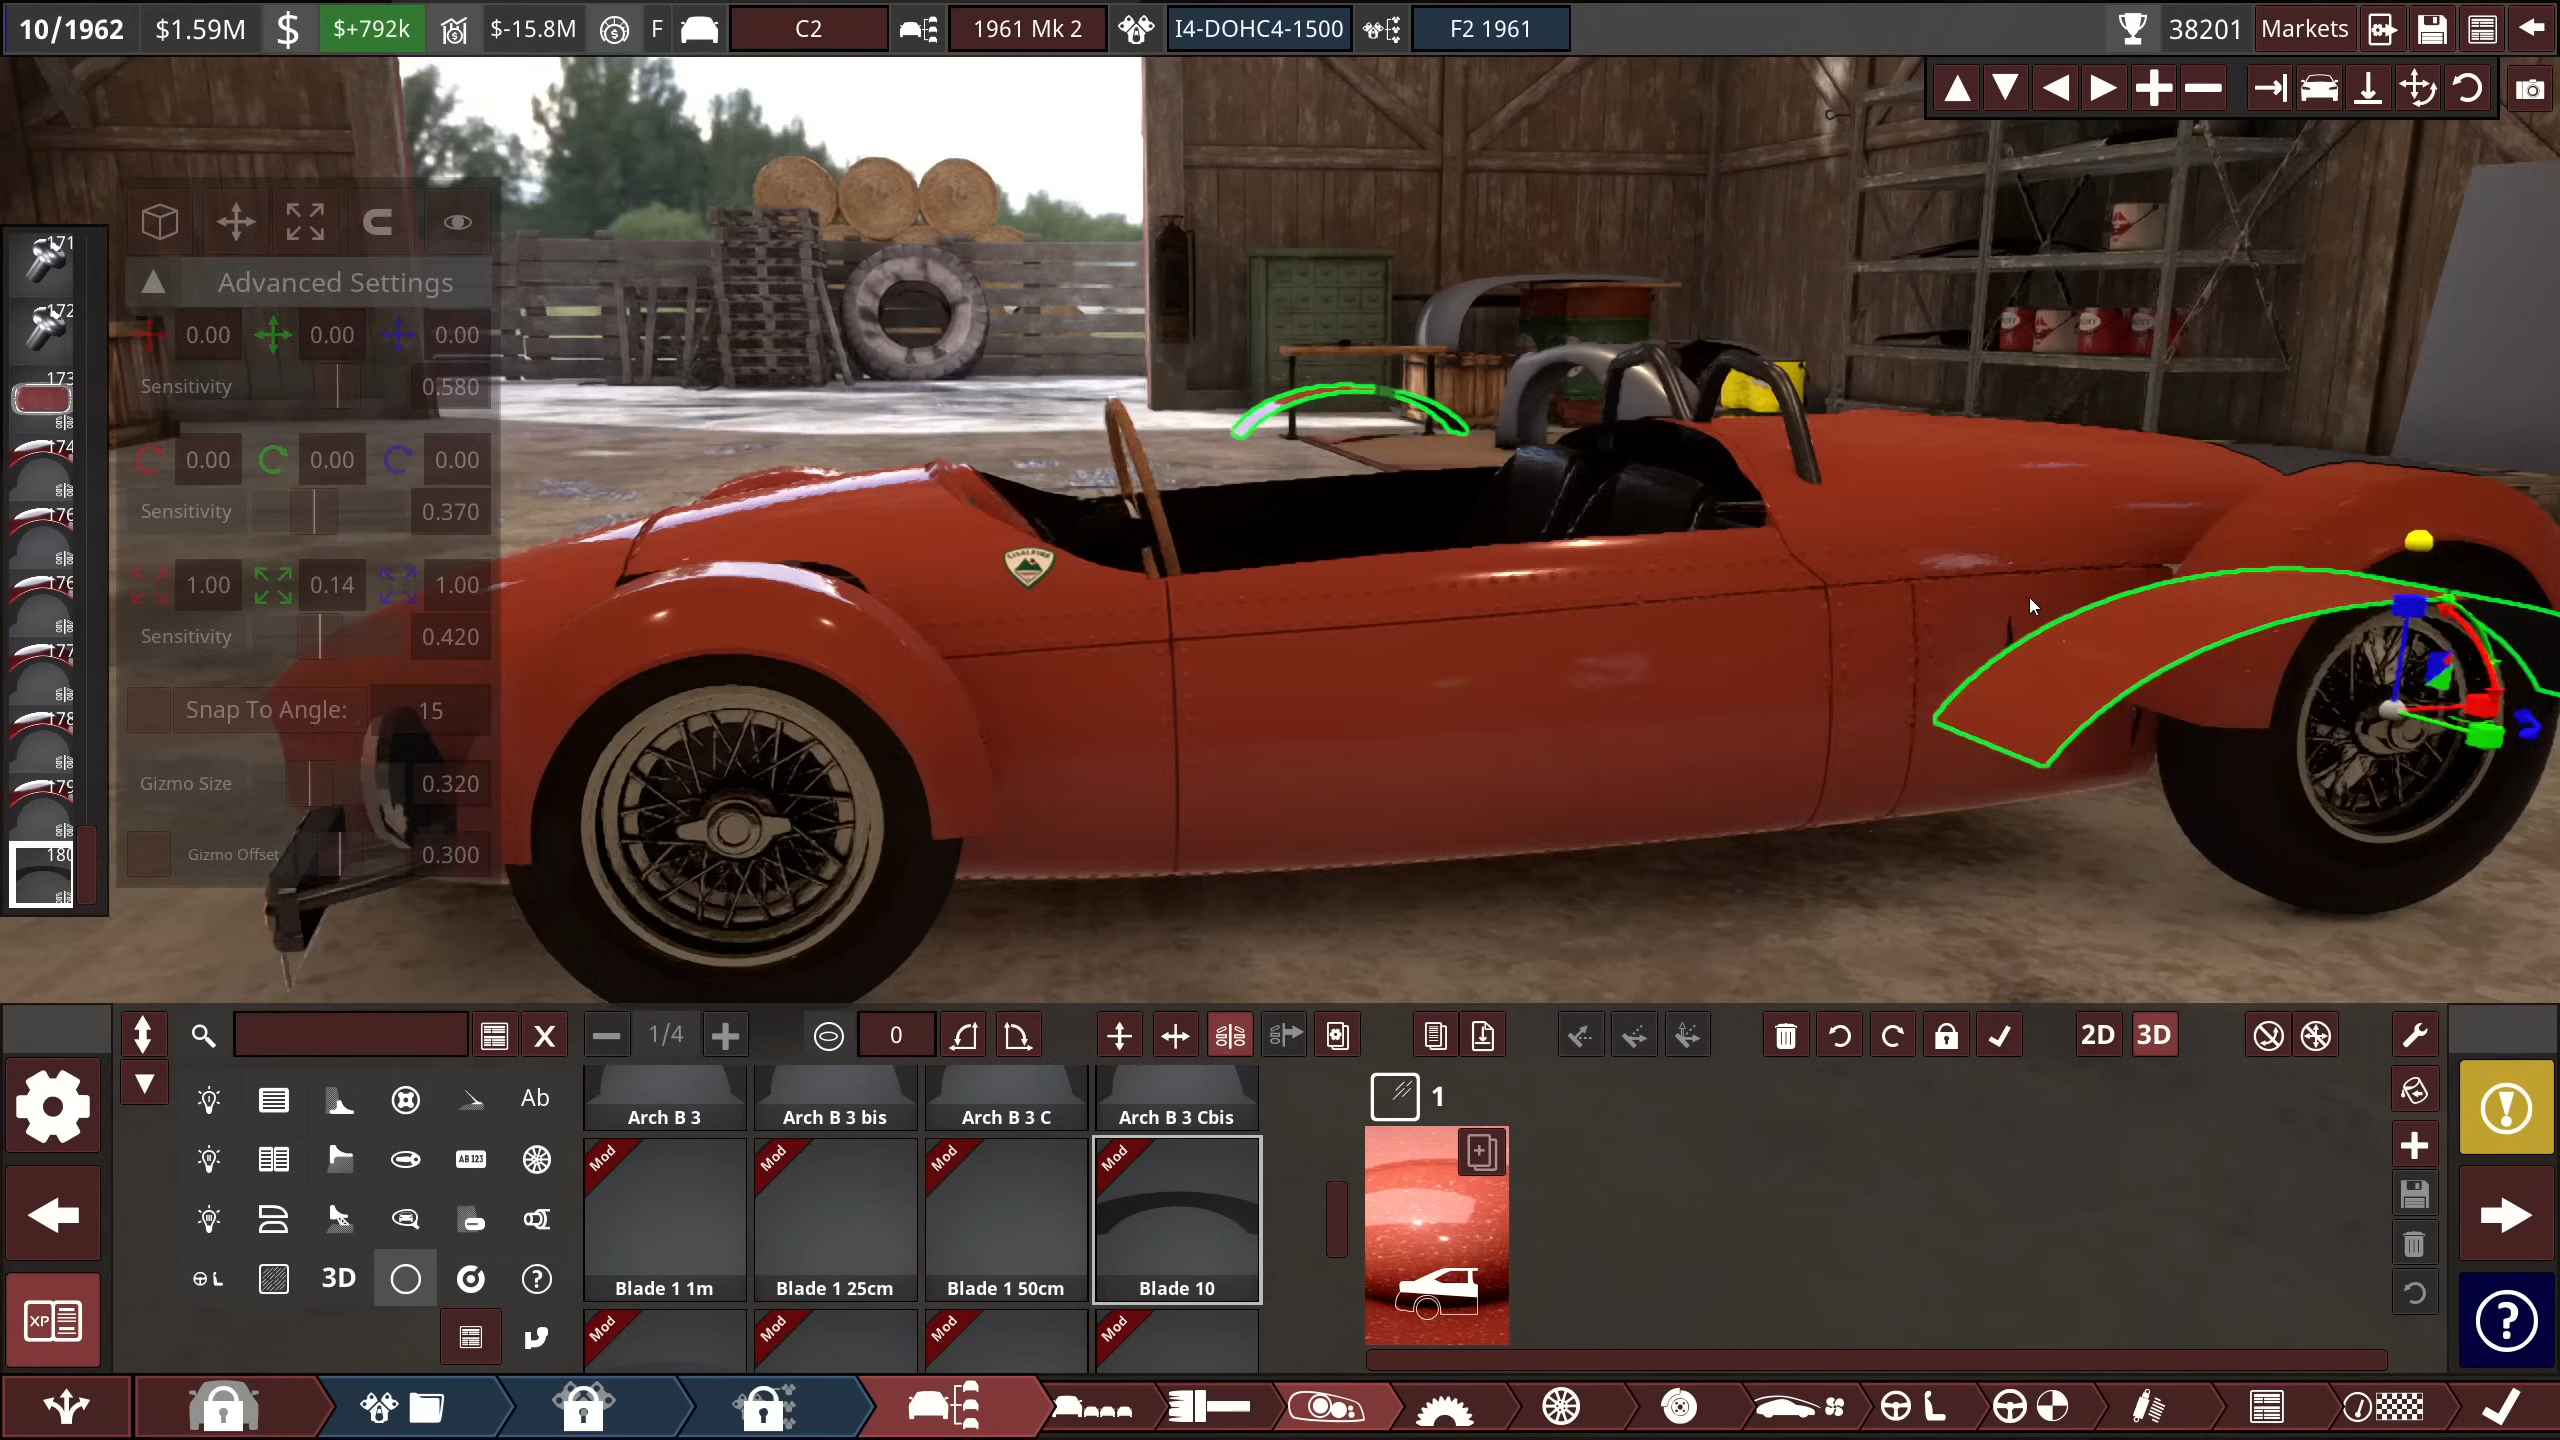 10/1962 $1.59M $+792k $-15.8M F C2 1961 Mk 2 I4-DOHC4-1500 F2 1961 38201 Markets
171
172
173
174
176
176
177
178
179
180
Advanced Settings
0.00 0.00 0.00
Sensitivity 0.580
0.00 0.00 0.00
Sensitivity 0.370
1.00 0.14 1.00
Sensitivity 0.420
Snap To Angle: 15
Gizmo Size 0.320
Gizmo Offset 0.300
1/4 0 2D 3D
Ab
AB 123
3D
XP
Arch B 3 Arch B 3 bis Arch B 3 C Arch B 3 Cbis
Mod Mod Mod Mod
Blade 1 1m Blade 1 25cm Blade 1 50cm Blade 10
Mod Mod Mod Mod
1